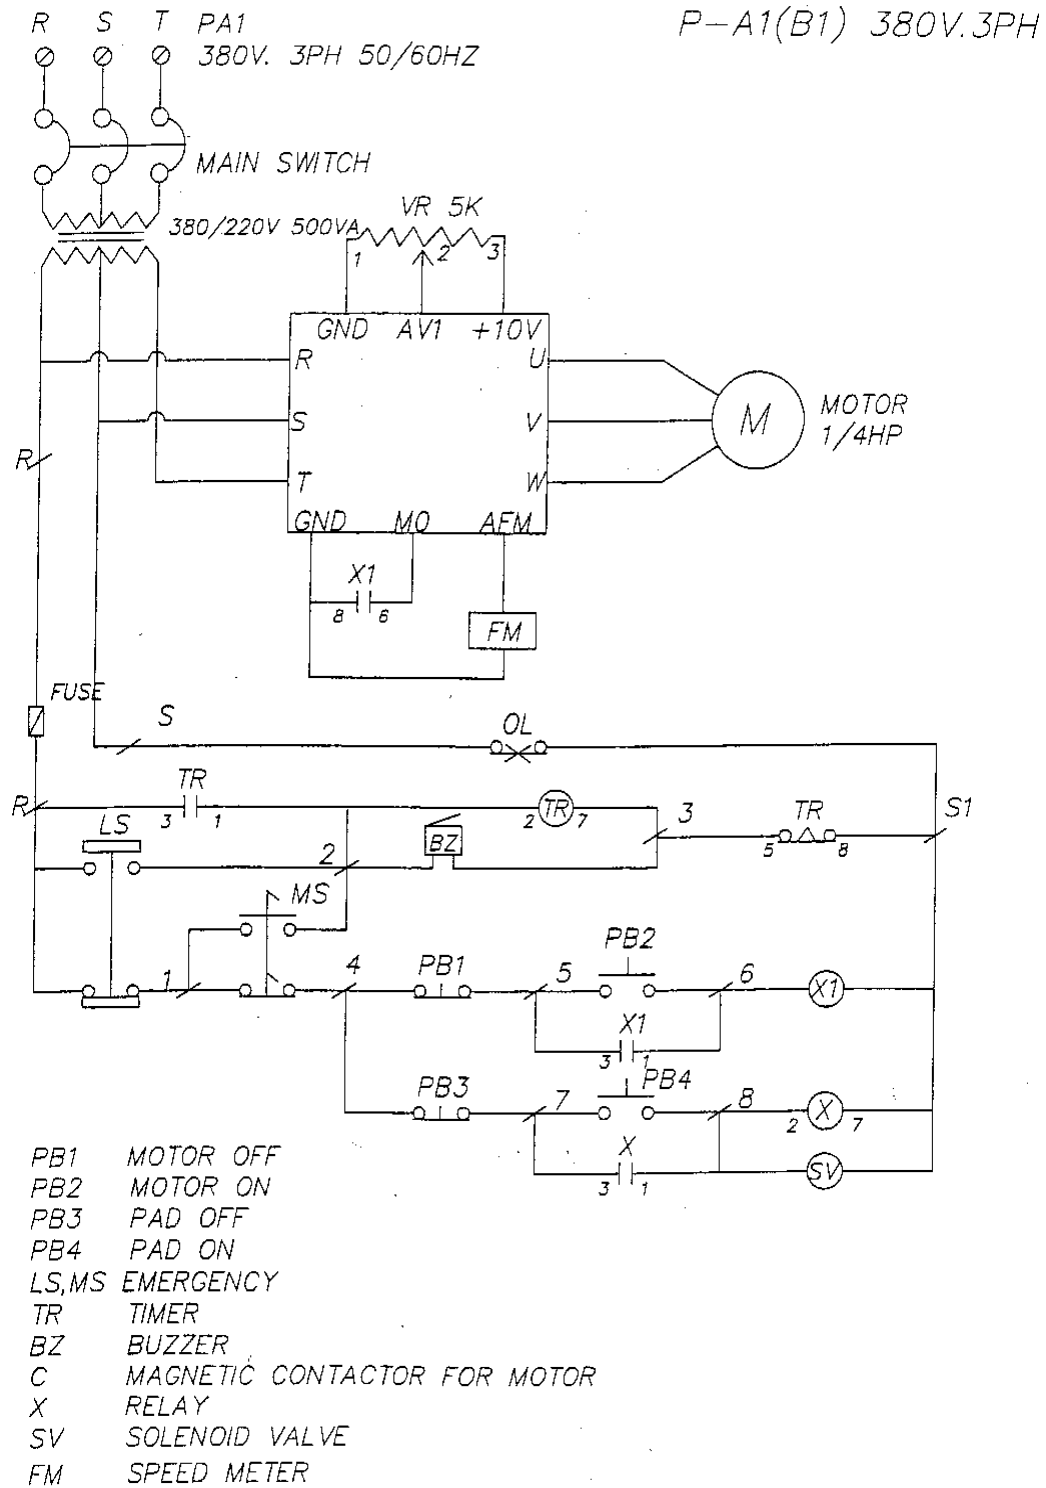 R S T PA1
P-A1(B1) 380V.3PH
380V. 3PH 50/60HZ
MAIN SWITCH
380/220V 500VA
VR 5K
1 2 3
GND AV1 +10V
R U
S V
T W
M
MOTOR
1/4HP
R
GND MO AFM
X1
8 6
FM
FUSE
S
OL
TR
R
3 1
2 TR 7
3
TR
5 8
S1
LS
2
BZ
MS
1
4
PB1
5
PB2
6
X1
X1
3 1
PB3
7
PB4
8
2 X 7
X
3 1
SV
PB1 MOTOR OFF
PB2 MOTOR ON
PB3 PAD OFF
PB4 PAD ON
LS,MS EMERGENCY
TR TIMER
BZ BUZZER
C MAGNETIC CONTACTOR FOR MOTOR
X RELAY
SV SOLENOID VALVE
FM SPEED METER